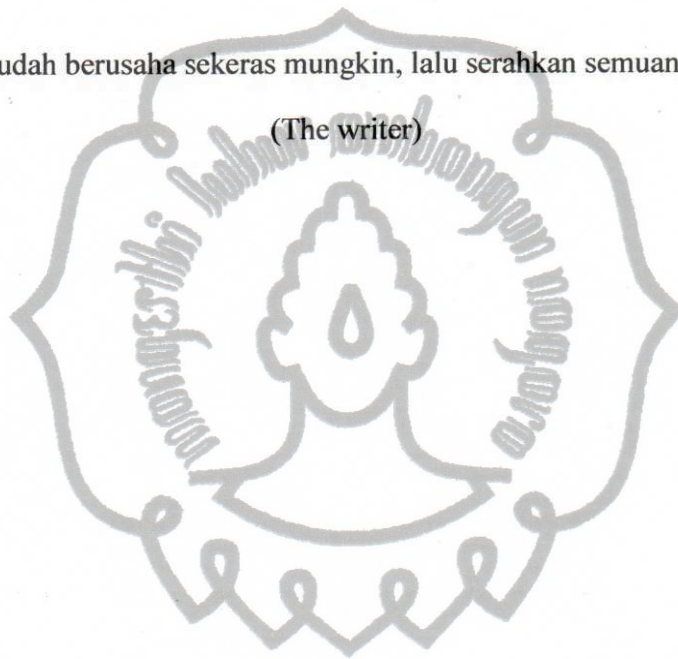 udah berusaha sekeras mungkin, lalu serahkan semuan
(The writer)